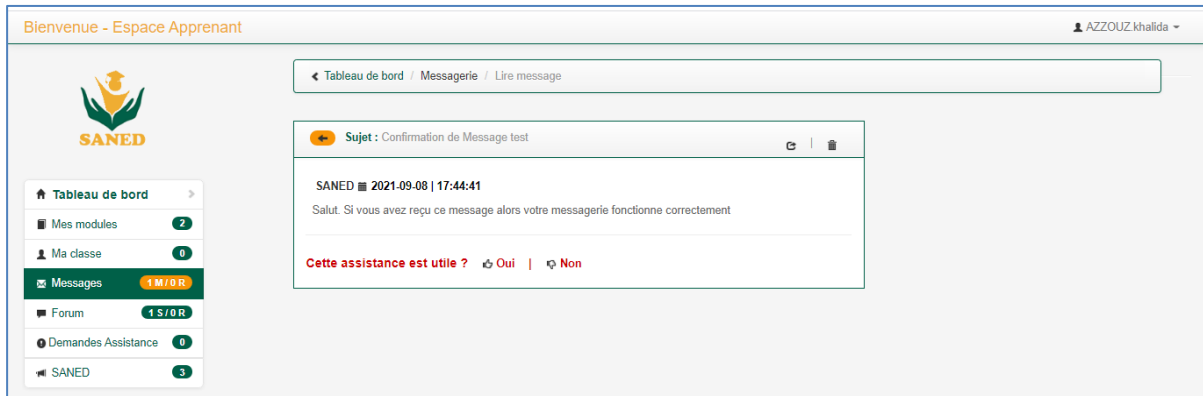 Bienvenue - Espace Apprenant
AZZOUZ.khalida
SANED
Tableau de bord
Mes modules 2
Ma classe 0
Messages 1 M / 0 R
Forum 1 S / 0 R
Demandes Assistance 0
SANED 3
Tableau de bord / Messagerie / Lire message
Sujet : Confirmation de Message test
SANED 2021-09-08 | 17:44:41
Salut. Si vous avez reçu ce message alors votre messagerie fonctionne correctement
Cette assistance est utile ? Oui | Non